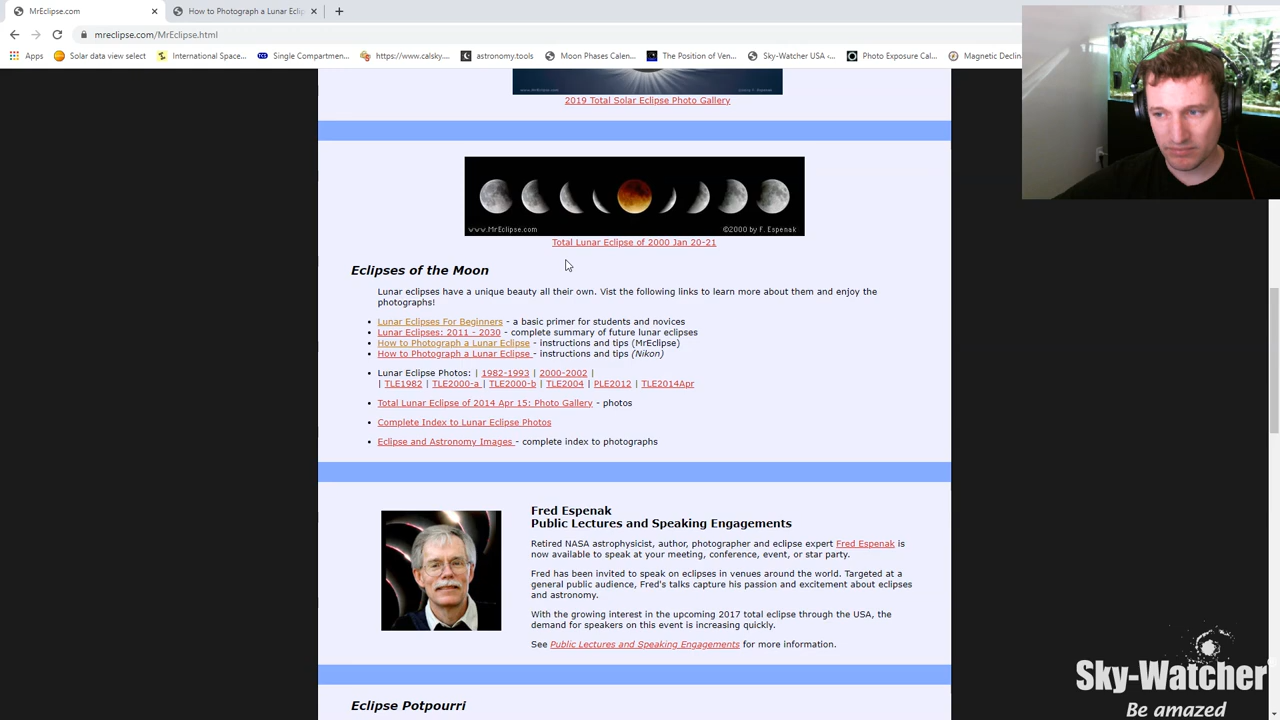 MrEclipse.com
How to Photograph a Lunar Eclip
mreclipse.com/MrEclipse.html
Apps
Solar data view select
International Space...
Single Compartmen...
https://www.calsky....
astronomy.tools
Moon Phases Calen...
The Position of Ven...
Sky-Watcher USA ‹...
Photo Exposure Cal...
Magnetic Declin
2019 Total Solar Eclipse Photo Gallery
www.MrEclipse.com ©2000 by F. Espenak
Total Lunar Eclipse of 2000 Jan 20-21
Eclipses of the Moon
Lunar eclipses have a unique beauty all their own. Vist the following links to learn more about them and enjoy the
photographs!
• Lunar Eclipses For Beginners - a basic primer for students and novices
• Lunar Eclipses: 2011 - 2030 - complete summary of future lunar eclipses
• How to Photograph a Lunar Eclipse - instructions and tips (MrEclipse)
• How to Photograph a Lunar Eclipse - instructions and tips (Nikon)
• Lunar Eclipse Photos: | 1982-1993 | 2000-2002 |
| TLE1982 | TLE2000-a | TLE2000-b | TLE2004 | PLE2012 | TLE2014Apr
• Total Lunar Eclipse of 2014 Apr 15: Photo Gallery - photos
• Complete Index to Lunar Eclipse Photos
• Eclipse and Astronomy Images - complete index to photographs
Fred Espenak
Public Lectures and Speaking Engagements
Retired NASA astrophysicist, author, photographer and eclipse expert Fred Espenak is
now available to speak at your meeting, conference, event, or star party.
Fred has been invited to speak on eclipses in venues around the world. Targeted at a
general public audience, Fred's talks capture his passion and excitement about eclipses
and astronomy.
With the growing interest in the upcoming 2017 total eclipse through the USA, the
demand for speakers on this event is increasing quickly.
See Public Lectures and Speaking Engagements for more information.
Eclipse Potpourri
Sky-Watcher
Be amazed